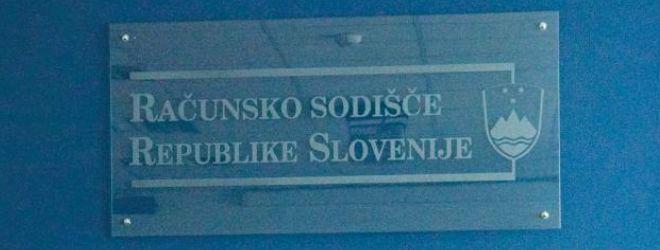 RAČUNSKO SODIŠČE
REPUBLIKE SLOVENIJE